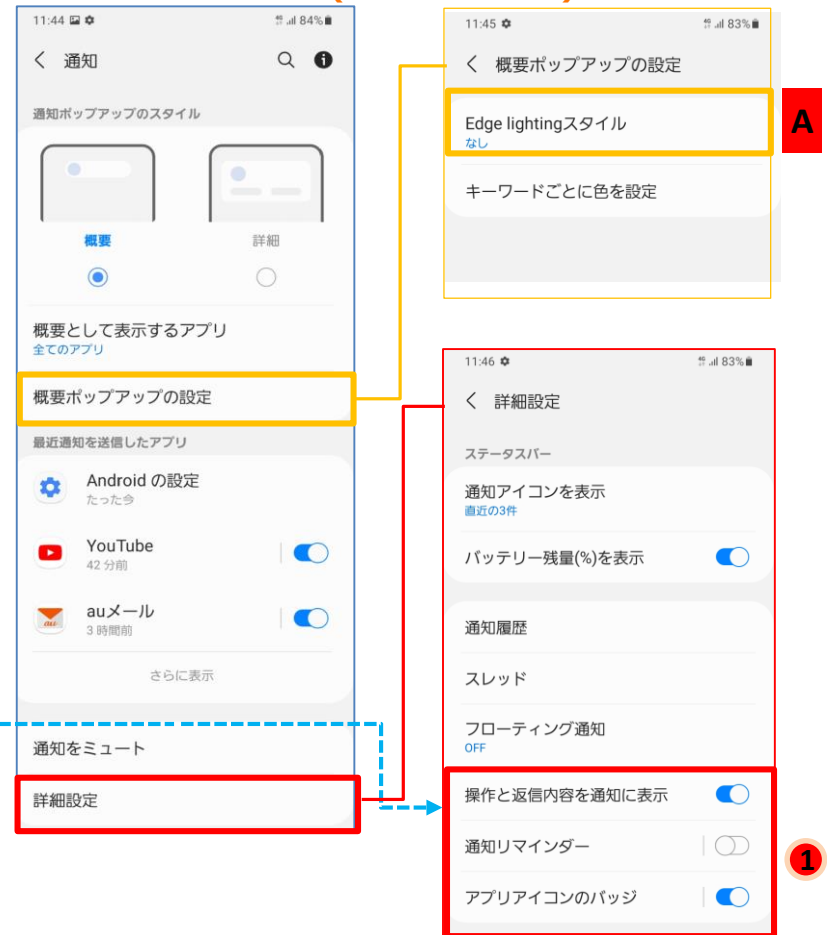 11:44
84%
通知
通知ポップアップのスタイル
概要
詳細
概要として表示するアプリ
全てのアプリ
概要ポップアップの設定
最近通知を送信したアプリ
Android の設定
たった今
YouTube
42 分前
auメール
3 時間前
さらに表示
通知をミュート
詳細設定
11:45
83%
概要ポップアップの設定
Edge lightingスタイル
なし
キーワードごとに色を設定
A
11:46
83%
詳細設定
ステータスバー
通知アイコンを表示
直近の3件
バッテリー残量(%)を表示
通知履歴
スレッド
フローティング通知
OFF
操作と返信内容を通知に表示
通知リマインダー
アプリアイコンのバッジ
1